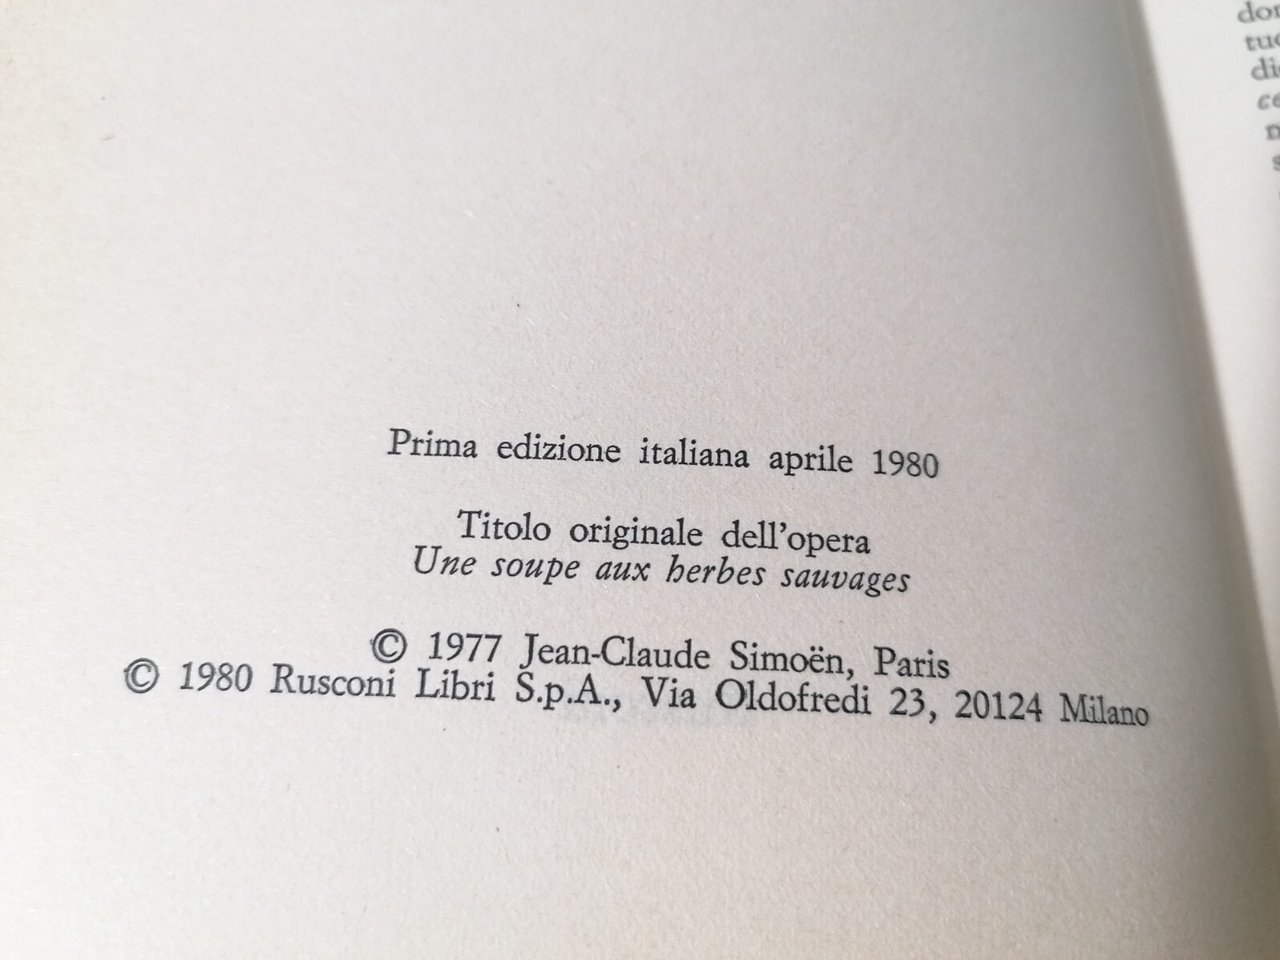 Prima edizione italiana aprile 1980
Titolo originale dell'opera
Une soupe aux herbes sauvages
© 1977 Jean-Claude Simoën, Paris
© 1980 Rusconi Libri S.p.A., Via Oldofredi 23, 20124 Milano